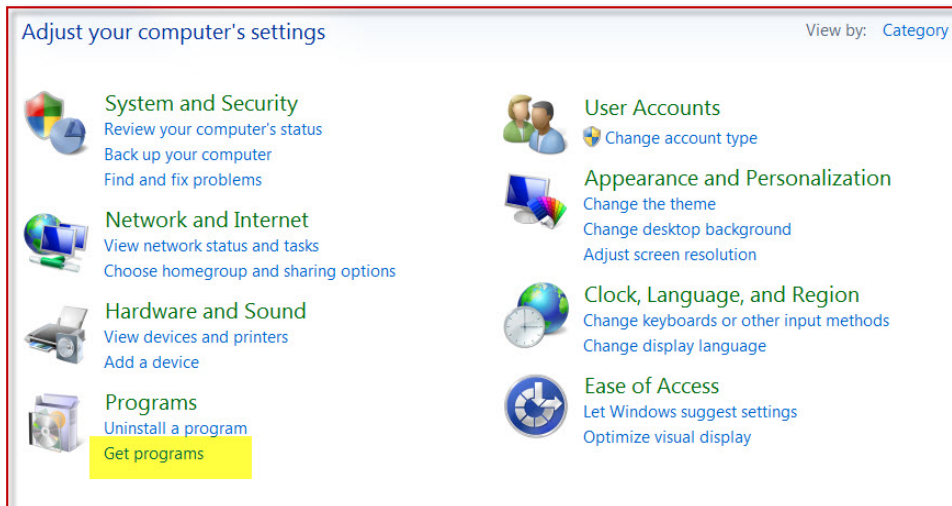 Adjust your computer's settings
View by: Category
System and Security
Review your computer's status
Back up your computer
Find and fix problems
Network and Internet
View network status and tasks
Choose homegroup and sharing options
Hardware and Sound
View devices and printers
Add a device
Programs
Uninstall a program
Get programs
User Accounts
Change account type
Appearance and Personalization
Change the theme
Change desktop background
Adjust screen resolution
Clock, Language, and Region
Change keyboards or other input methods
Change display language
Ease of Access
Let Windows suggest settings
Optimize visual display